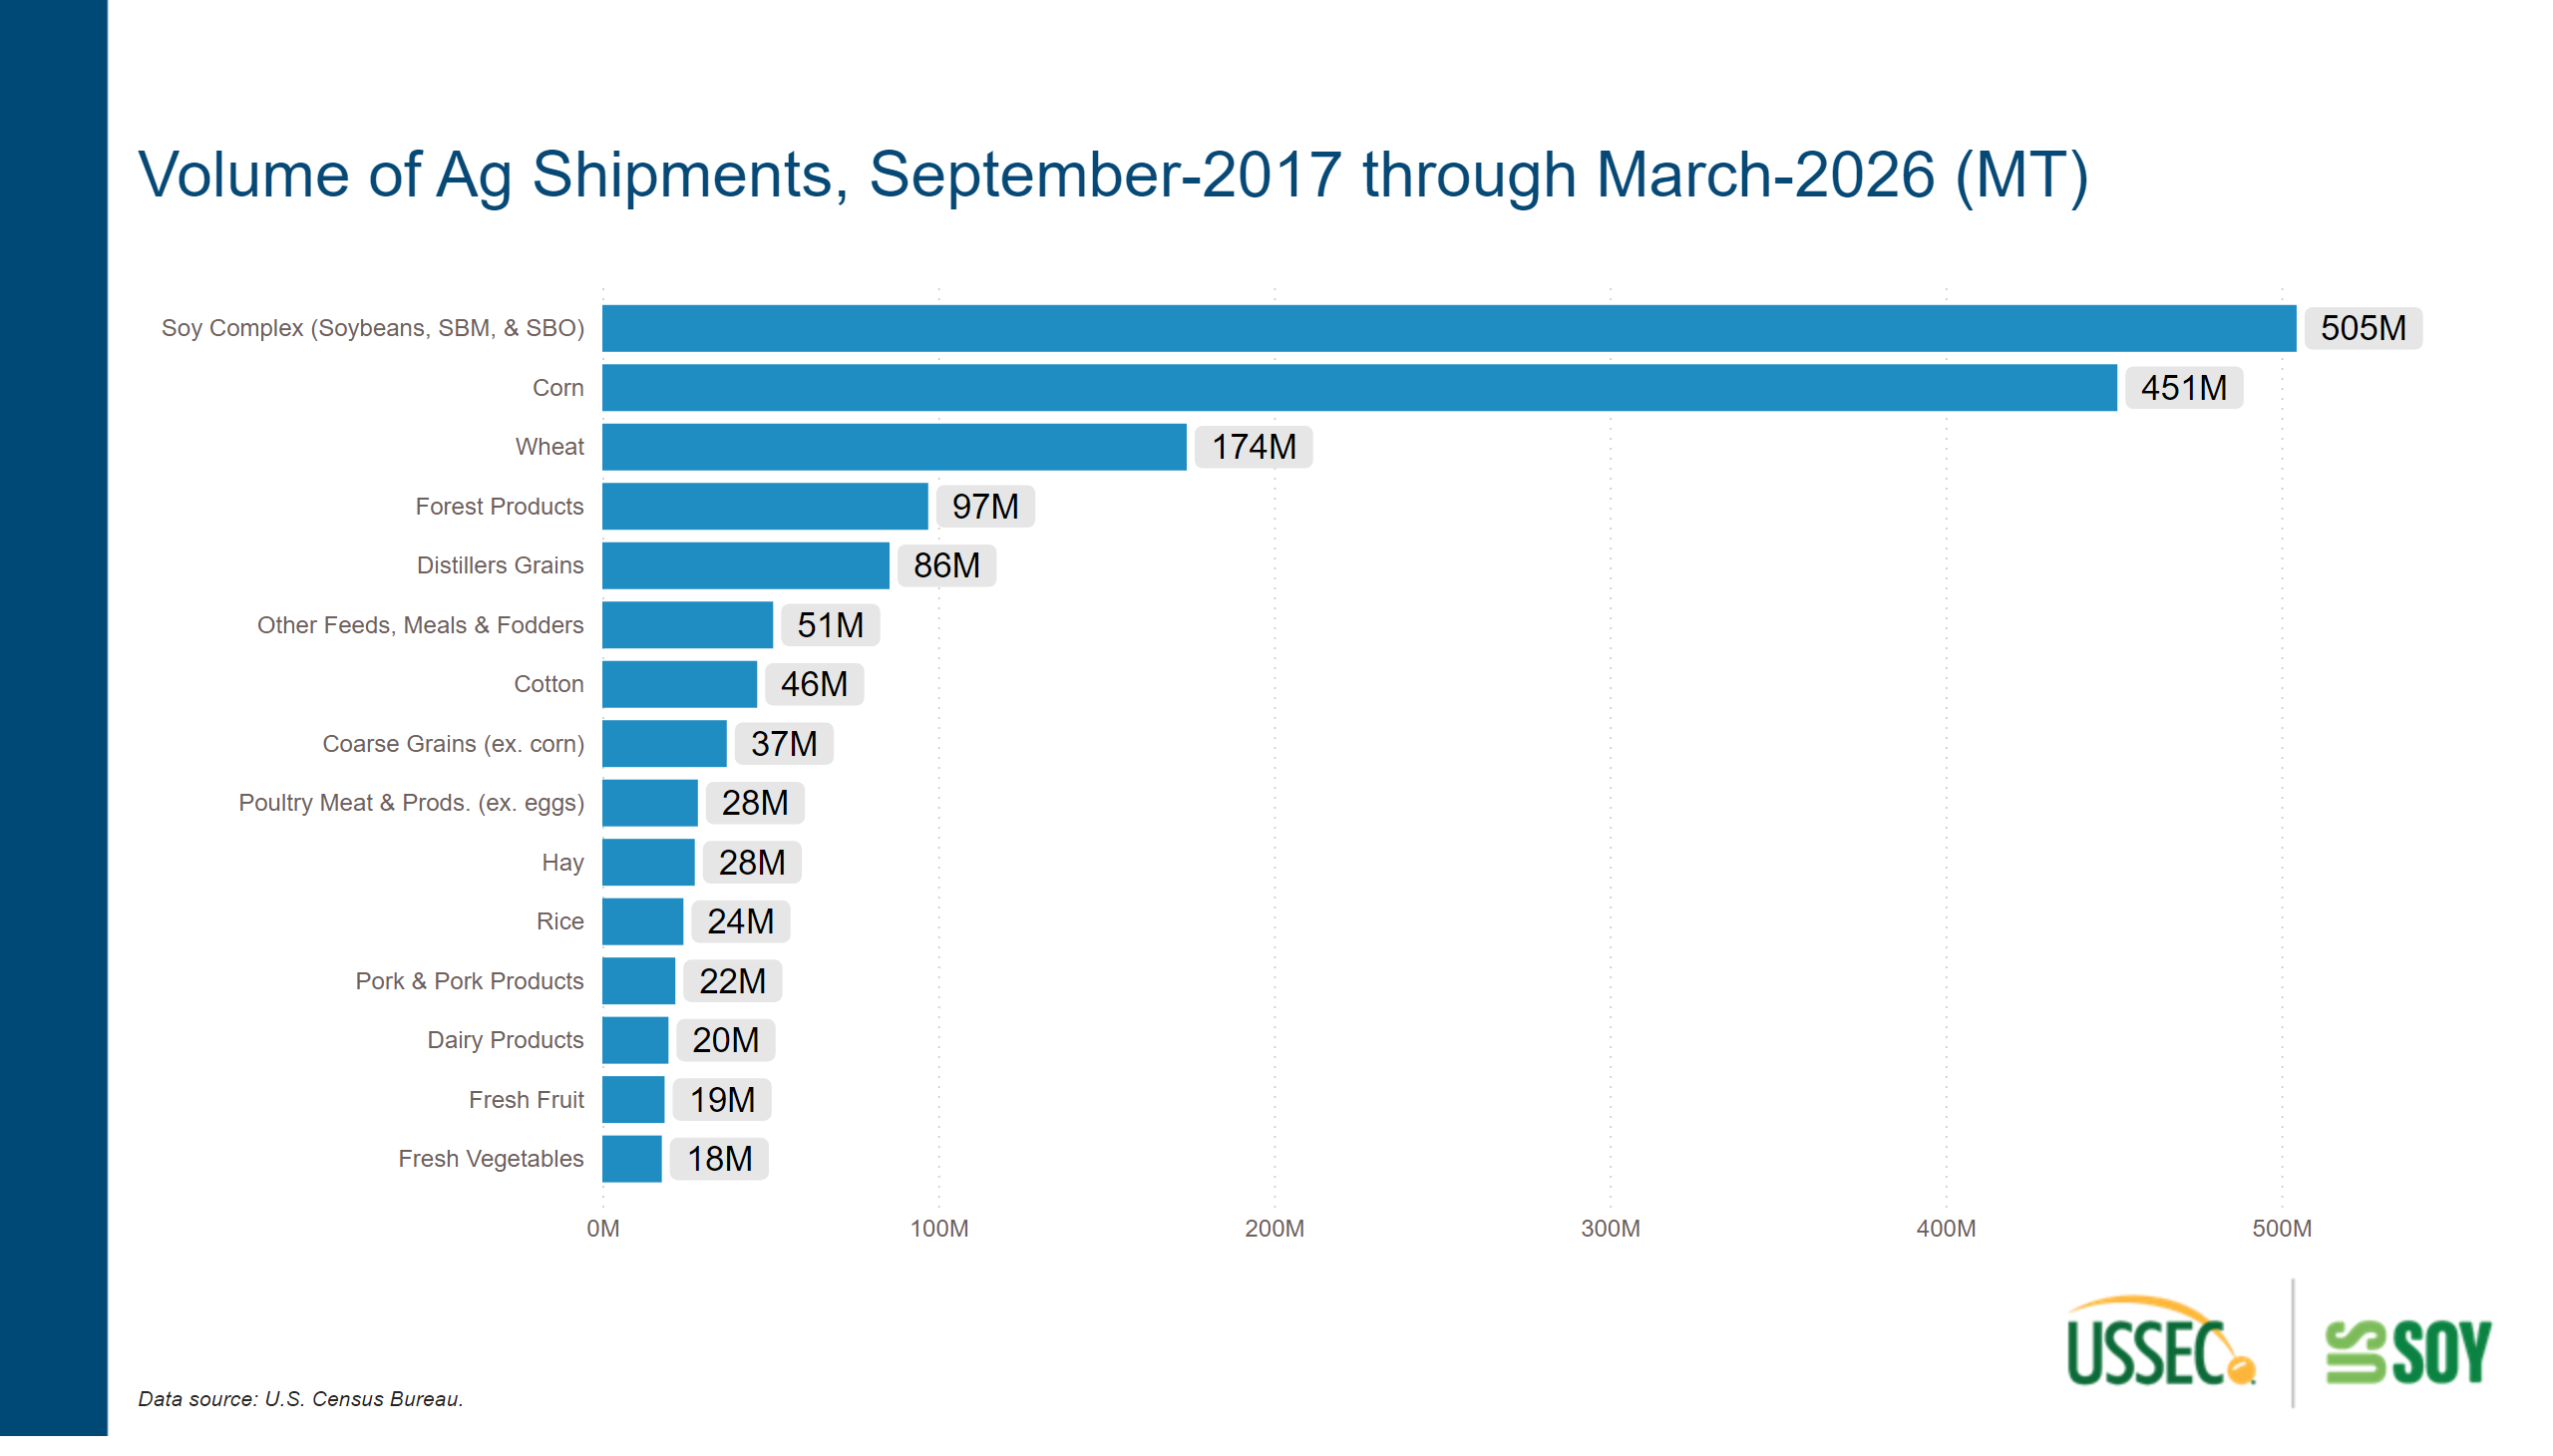 Volume of Ag Shipments, September-2017 through March-2026 (MT)
Soy Complex (Soybeans, SBM, & SBO) 505M
Corn 451M
Wheat 174M
Forest Products 97M
Distillers Grains 86M
Other Feeds, Meals & Fodders 51M
Cotton 46M
Coarse Grains (ex. corn) 37M
Poultry Meat & Prods. (ex. eggs) 28M
Hay 28M
Rice 24M
Pork & Pork Products 22M
Dairy Products 20M
Fresh Fruit 19M
Fresh Vegetables 18M
0M 100M 200M 300M 400M 500M
USSEC US SOY
Data source: U.S. Census Bureau.